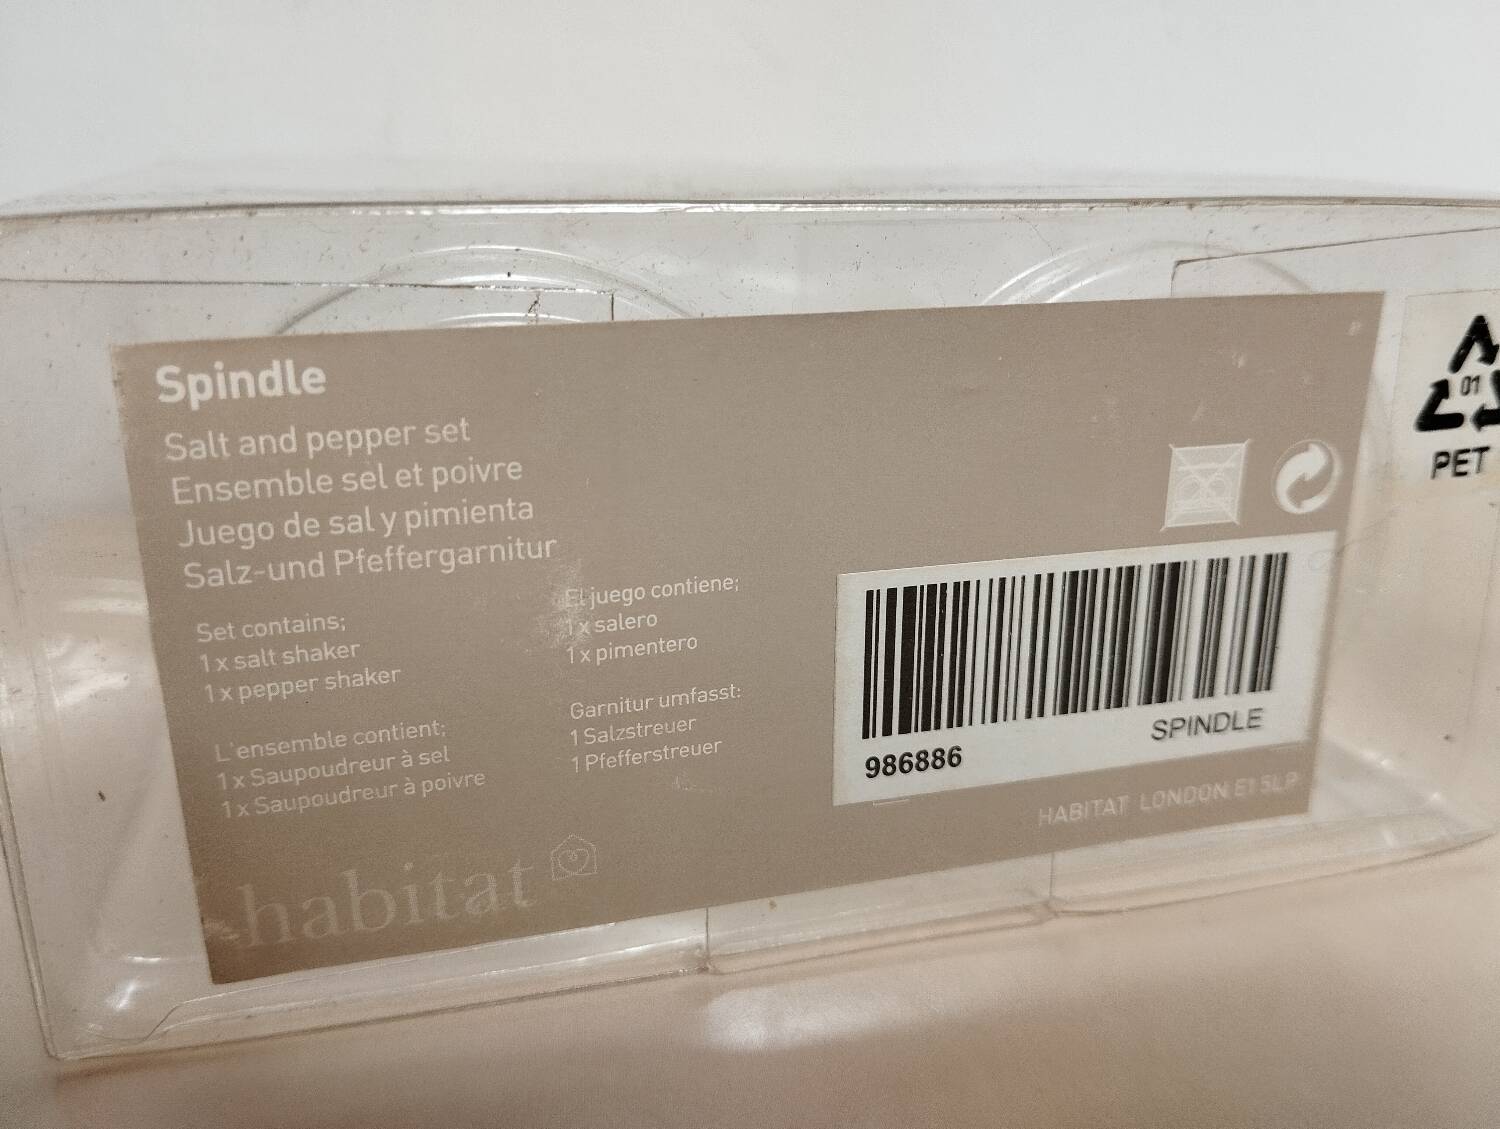 Spindle
Salt and pepper set
Ensemble sel et poivre
Juego de sal y pimienta
Salz-und Pfeffergarnitur
Set contains;
1 x salt shaker
1 x pepper shaker
L'ensemble contient;
1 x Saupoudreur à sel
1 x Saupoudreur à poivre
El juego contiene;
1 x salero
1 x pimentero
Garnitur umfasst:
1 Salzstreuer
1 Pfefferstreuer
habitat
986886
SPINDLE
HABITAT LONDON E1 5LP
01
PET